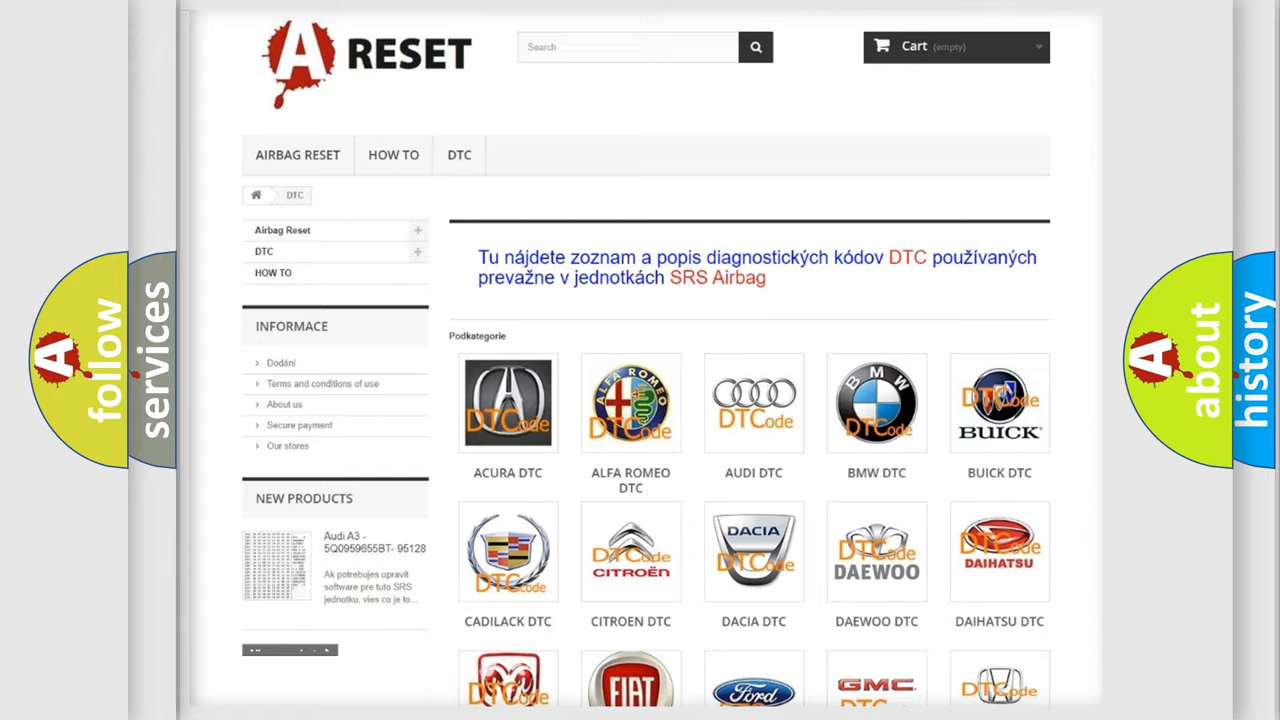 A RESET
Search
Cart (empty)
AIRBAG RESET
HOW TO
DTC
DTC
Airbag Reset
DTC
HOW TO
INFORMACE
Dodání
Terms and conditions of use
About us
Secure payment
Our stores
NEW PRODUCTS
Audi A3 -
5Q0959655BT- 95128
Ak potrebujes upravit
software pre tuto SRS
jednotku, vies co je to...
Tu nájdete zoznam a popis diagnostických kódov DTC používaných
prevažne v jednotkách SRS Airbag
Podkategorie
DTCode
ALFA ROMEO
DTCode
DTCode
BMW
DTCode
DTCode
BUICK
ACURA DTC
ALFA ROMEO
DTC
AUDI DTC
BMW DTC
BUICK DTC
DTCode
DTCode
CITROËN
DACIA
DTCode
DTCode
DAEWOO
DTCode
DAIHATSU
CADILACK DTC
CITROEN DTC
DACIA DTC
DAEWOO DTC
DAIHATSU DTC
DTCode
FIAT
Ford
GMC
DTCode
A follow
services
A about
history